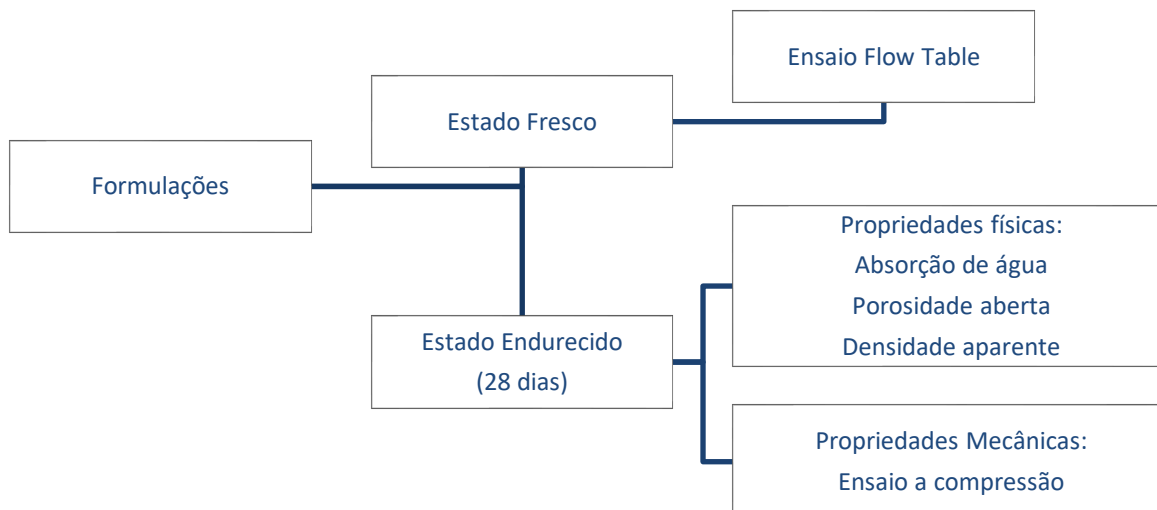 Ensaio Flow Table
Estado Fresco
Formulações
Propriedades físicas:
Absorção de água
Porosidade aberta
Densidade aparente
Estado Endurecido
(28 dias)
Propriedades Mecânicas:
Ensaio a compressão